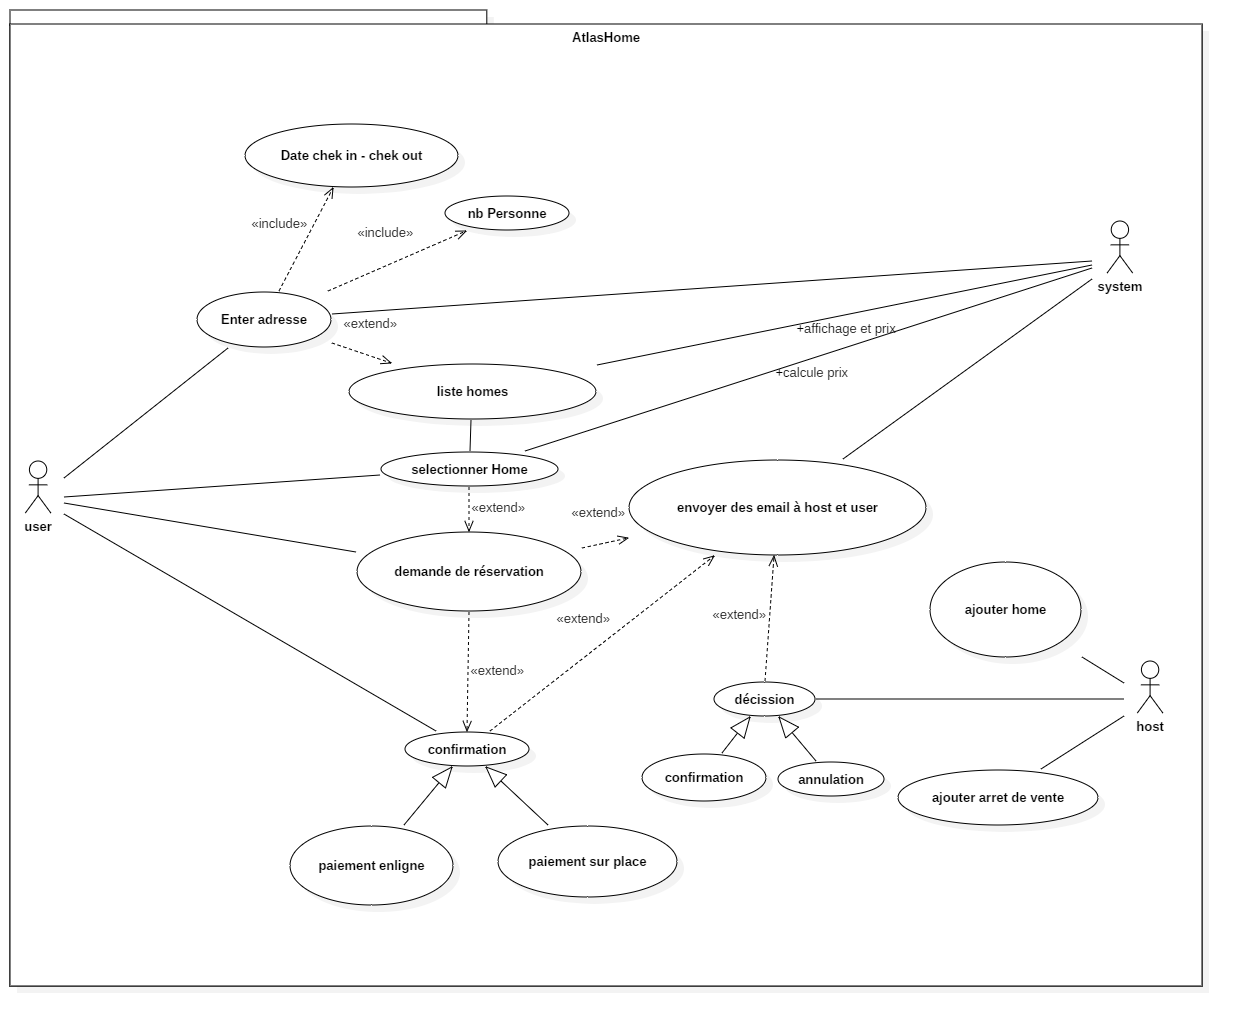 AtlasHome
Date chek in - chek out
nb Personne
«include»
«include»
system
Enter adresse
«extend»
+affichage et prix
+calcule prix
liste homes
selectionner Home
«extend»
«extend»
envoyer des email à host et user
user
demande de réservation
ajouter home
«extend»
«extend»
«extend»
décission
host
confirmation
confirmation
annulation
ajouter arret de vente
paiement enligne
paiement sur place